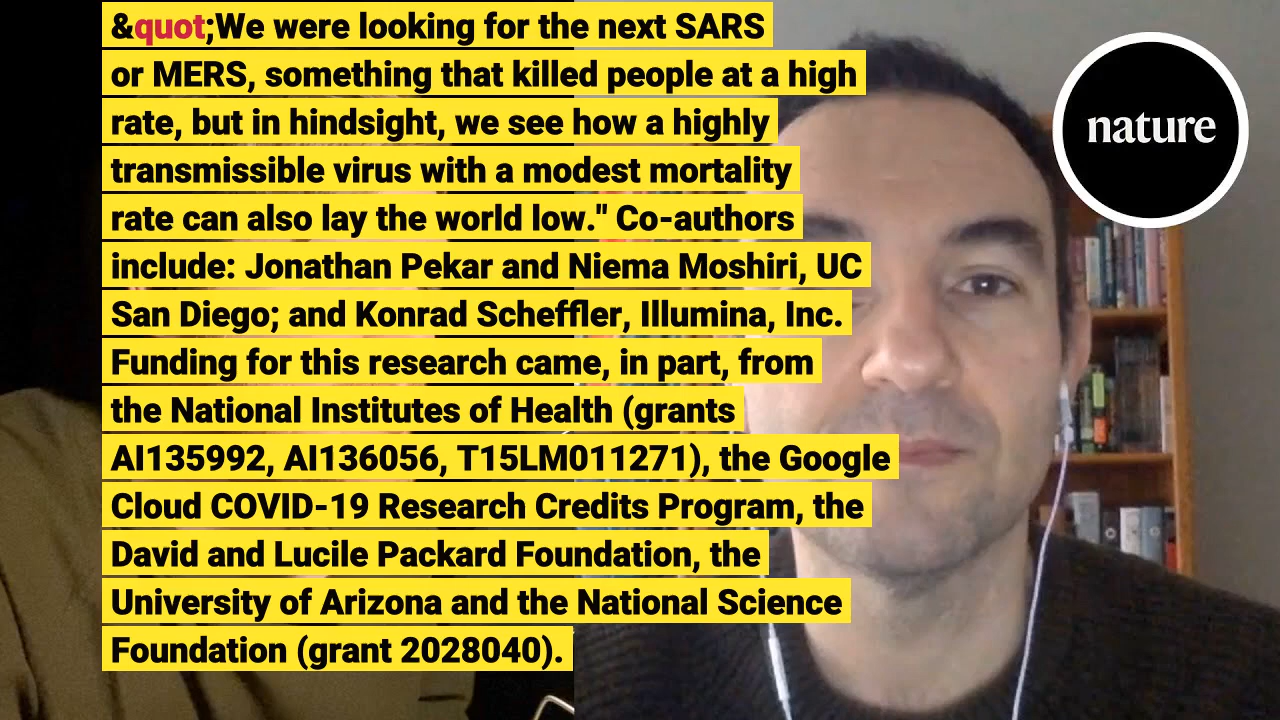 &quot;We were looking for the next SARS
or MERS, something that killed people at a high
rate, but in hindsight, we see how a highly
transmissible virus with a modest mortality
rate can also lay the world low." Co-authors
include: Jonathan Pekar and Niema Moshiri, UC
San Diego; and Konrad Scheffler, Illumina, Inc.
Funding for this research came, in part, from
the National Institutes of Health (grants
AI135992, AI136056, T15LM011271), the Google
Cloud COVID-19 Research Credits Program, the
David and Lucile Packard Foundation, the
University of Arizona and the National Science
Foundation (grant 2028040).
nature